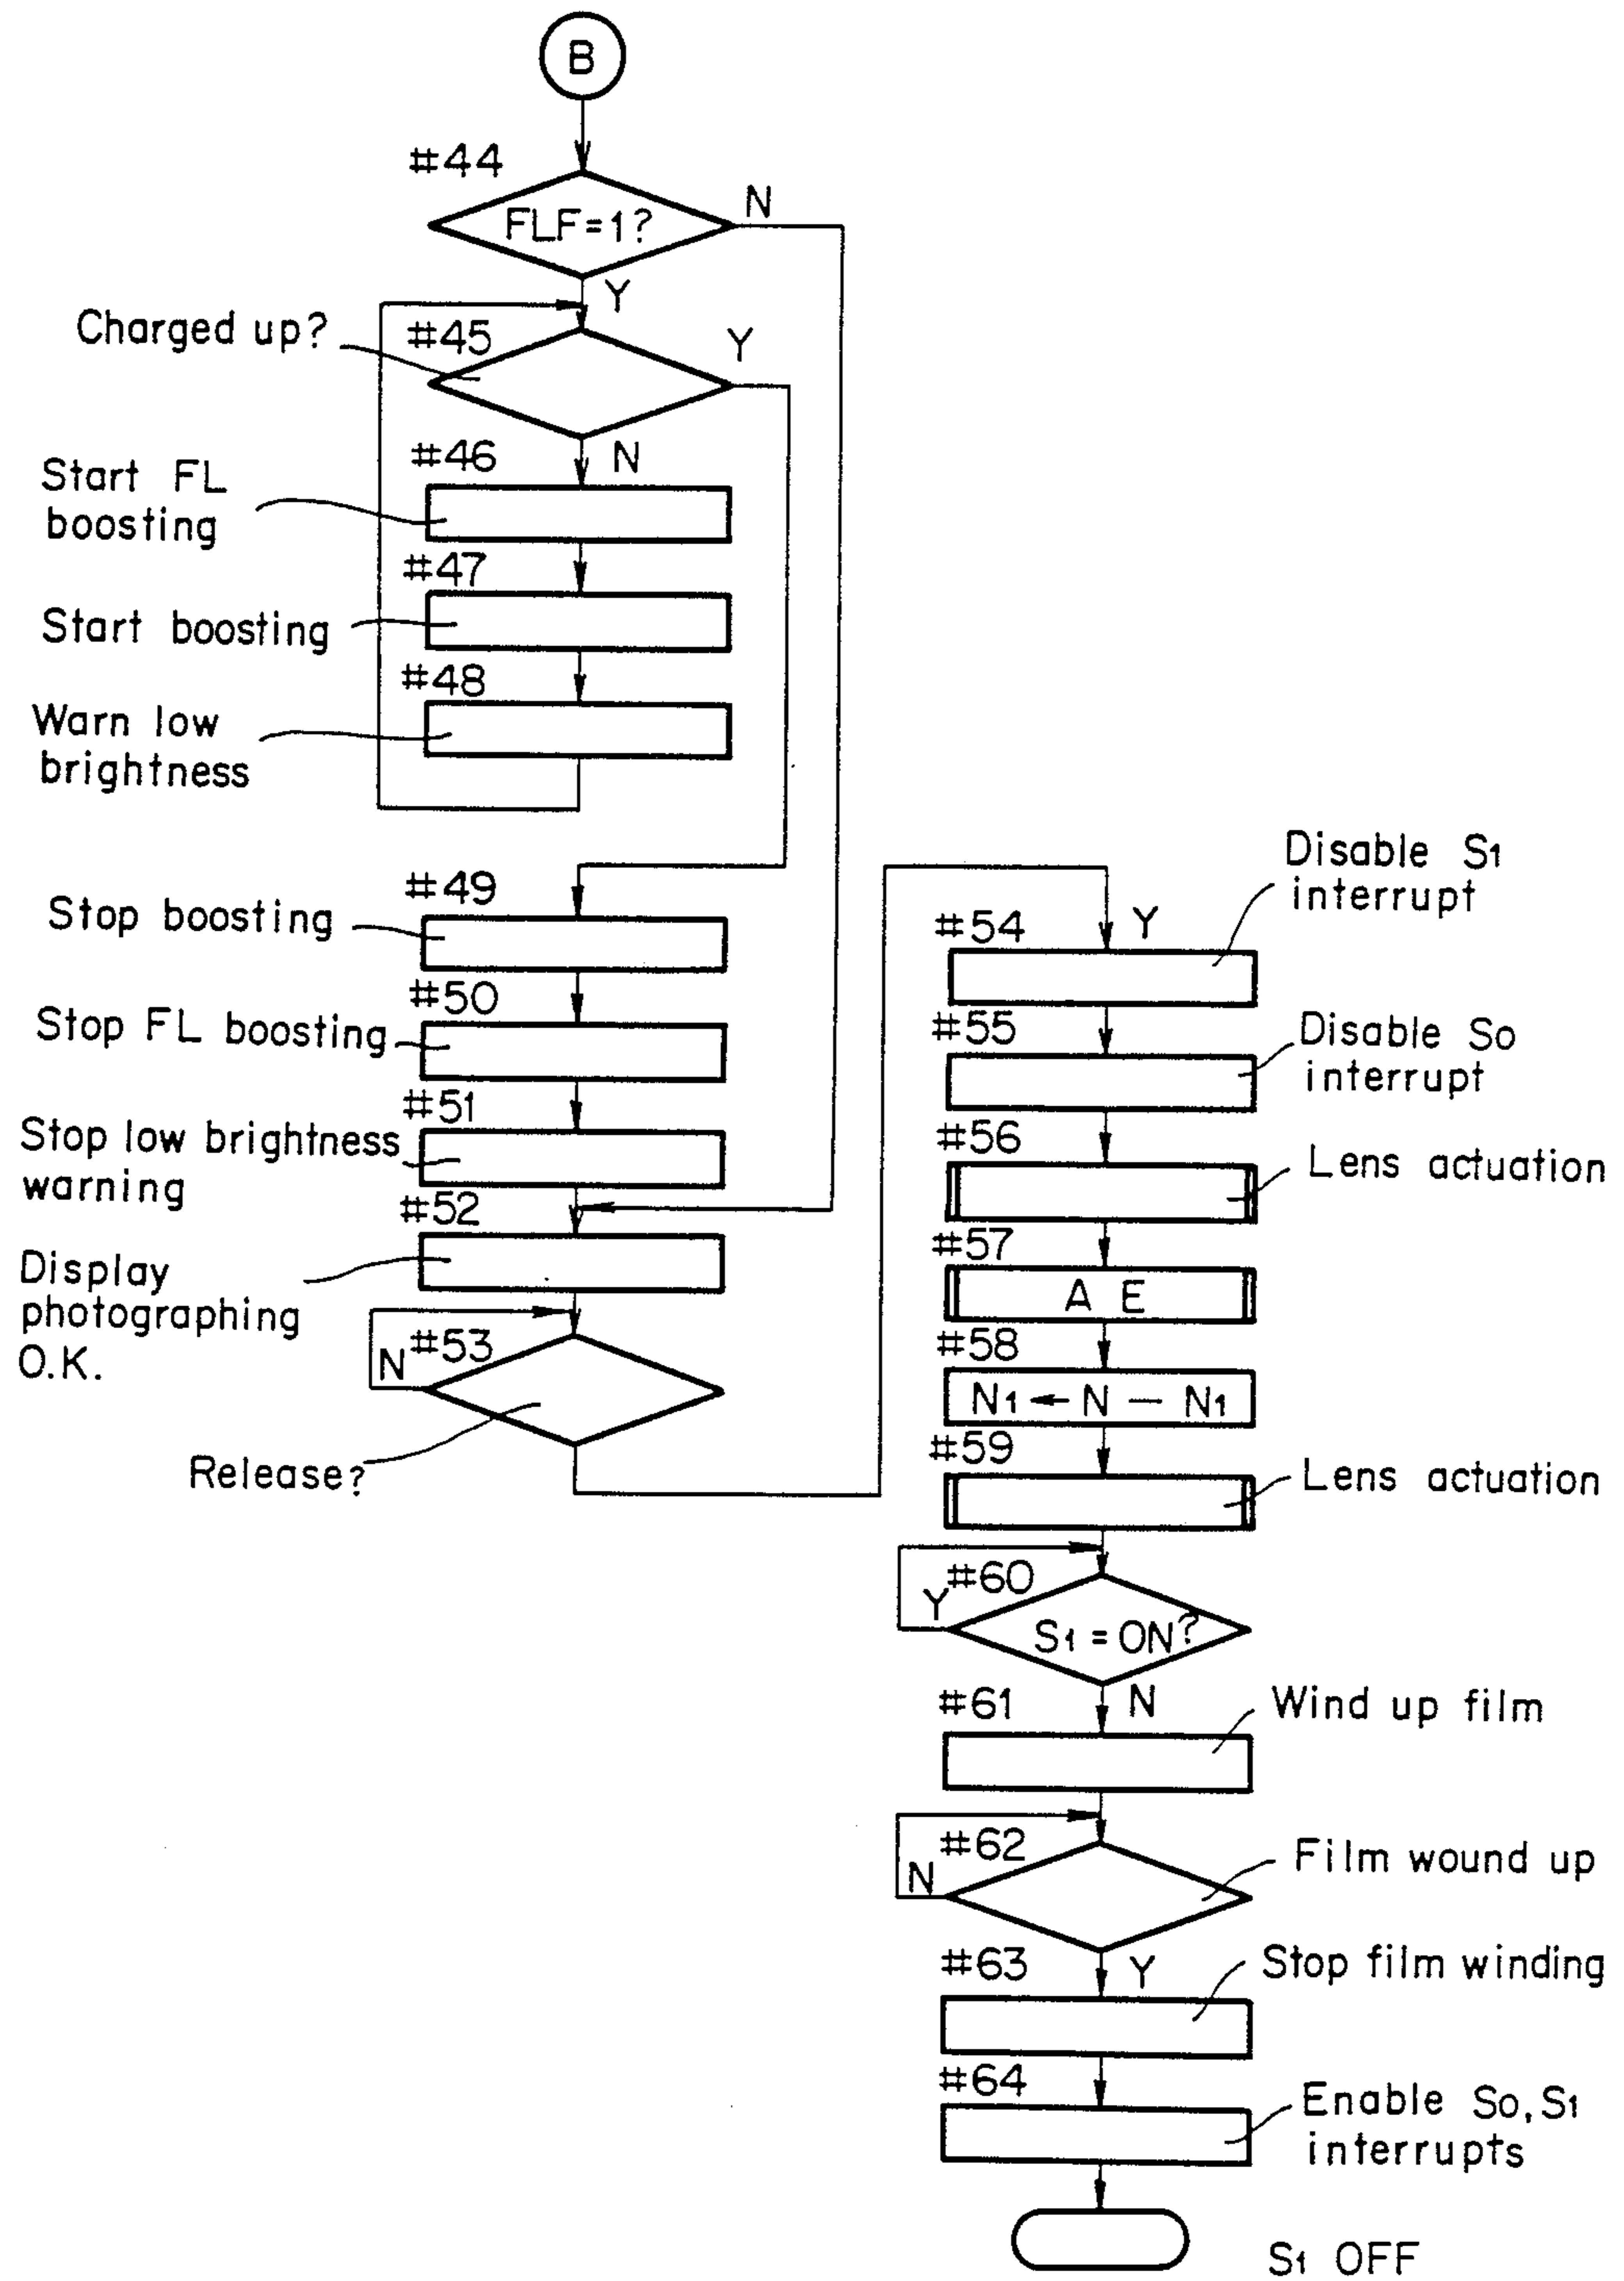 B
#44
FLF=1?
N
Y
Charged up?
#45
Y
N
#46
Start FL
boosting
#47
Start boosting
#48
Warn low
brightness
#49
Stop boosting
#50
Stop FL boosting
#51
Stop low brightness
warning
#52
Display
photographing
O.K.
#53
N
Release?
Disable S1
interrupt
#54
Y
#55
Disable So
interrupt
#56
Lens actuation
#57
A E
#58
N1 ← N — N1
#59
Lens actuation
#60
Y
S1 = ON?
N
#61
Wind up film
#62
N
Film wound up
#63
Y
Stop film winding
#64
Enable So, S1
interrupts
S1 OFF